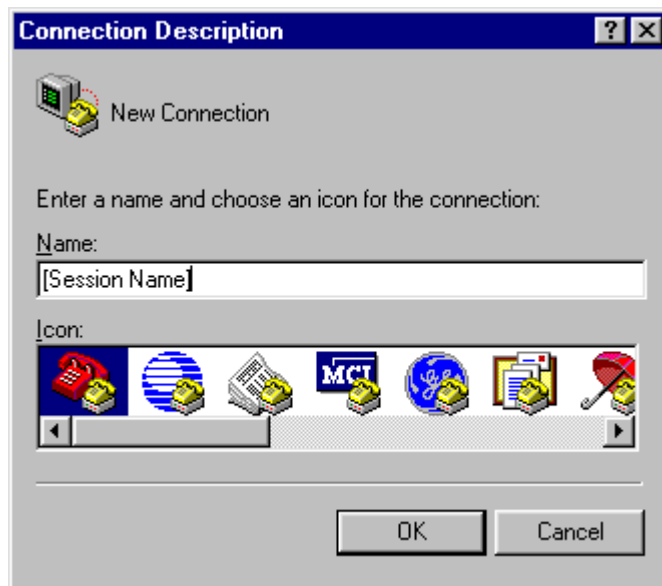 Connection Description
New Connection
Enter a name and choose an icon for the connection:
Name:
[Session Name]
Icon:
MCI
OK
Cancel